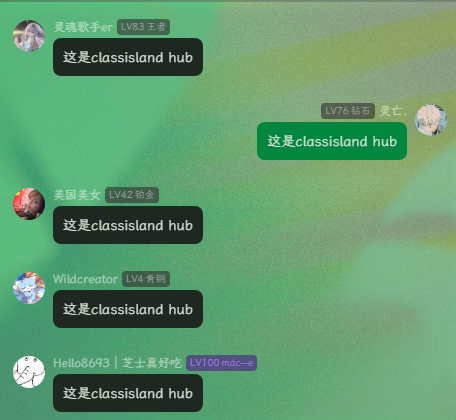 灵魂歌手er LV83 王者
这是classisland hub
LV76 钻石 灵亡.
这是classisland hub
美国美女 LV42 铂金
这是classisland hub
Wildcreator LV4 青铜
这是classisland hub
Hello8693｜芝士真好吃 LV100 mdc--e
这是classisland hub